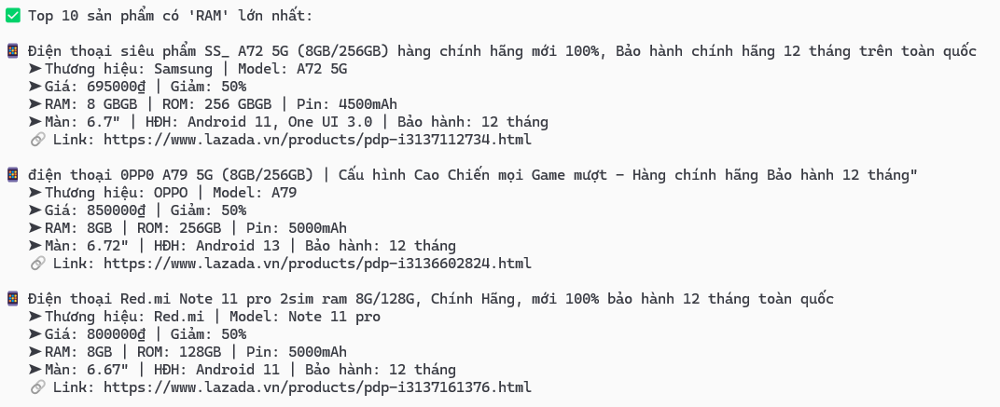 ✅ Top 10 sản phẩm có 'RAM' lớn nhất:
📱 Điện thoại siêu phẩm SS_ A72 5G (8GB/256GB) hàng chính hãng mới 100%, Bảo hành chính hãng 12 tháng trên toàn quốc
➤ Thương hiệu: Samsung | Model: A72 5G
➤ Giá: 695000₫ | Giảm: 50%
➤ RAM: 8 GBGB | ROM: 256 GBGB | Pin: 4500mAh
➤ Màn: 6.7" | HĐH: Android 11, One UI 3.0 | Bảo hành: 12 tháng
🔗 Link: https://www.lazada.vn/products/pdp-i3137112734.html
📱 điện thoại 0PP0 A79 5G (8GB/256GB) | Cấu hình Cao Chiến mọi Game mượt - Hàng chính hãng Bảo hành 12 tháng"
➤ Thương hiệu: OPPO | Model: A79
➤ Giá: 850000₫ | Giảm: 50%
➤ RAM: 8GB | ROM: 256GB | Pin: 5000mAh
➤ Màn: 6.72" | HĐH: Android 13 | Bảo hành: 12 tháng
🔗 Link: https://www.lazada.vn/products/pdp-i3136602824.html
📱 Điện thoại Red.mi Note 11 pro 2sim ram 8G/128G, Chính Hãng, mới 100% bảo hành 12 tháng toàn quốc
➤ Thương hiệu: Red.mi | Model: Note 11 pro
➤ Giá: 800000₫ | Giảm: 50%
➤ RAM: 8GB | ROM: 128GB | Pin: 5000mAh
➤ Màn: 6.67" | HĐH: Android 11 | Bảo hành: 12 tháng
🔗 Link: https://www.lazada.vn/products/pdp-i3137161376.html